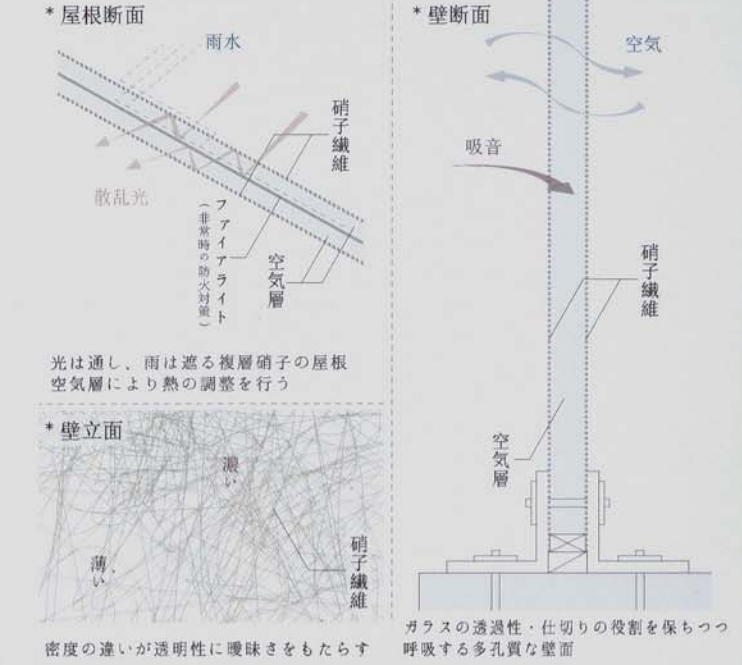 *屋根断面
雨水
硝子繊維
散乱光
ファイアライト
（非常時の防火対策）
空気層
光は通し、雨は遮る複層硝子の屋根
空気層により熱の調整を行う
*壁立面
濃い
薄い
硝子繊維
密度の違いが透明性に曖昧さをもたらす
*壁断面
空気
吸音
硝子繊維
空気層
ガラスの透過性・仕切りの役割を保ちつつ
呼吸する多孔質な壁面